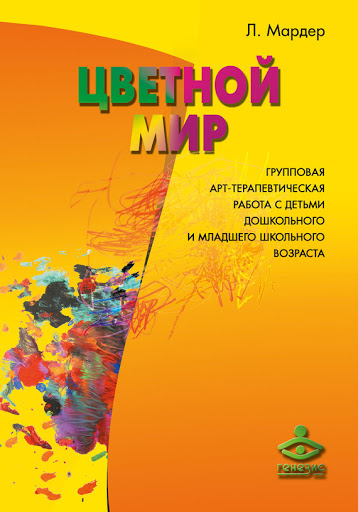 Л. Мардер
ЦВЕТНОЙ
МИР
ГРУППОВАЯ
АРТ-ТЕРАПЕВТИЧЕСКАЯ
РАБОТА С ДЕТЬМИ
ДОШКОЛЬНОГО
И МЛАДШЕГО ШКОЛЬНОГО
ВОЗРАСТА
генезис